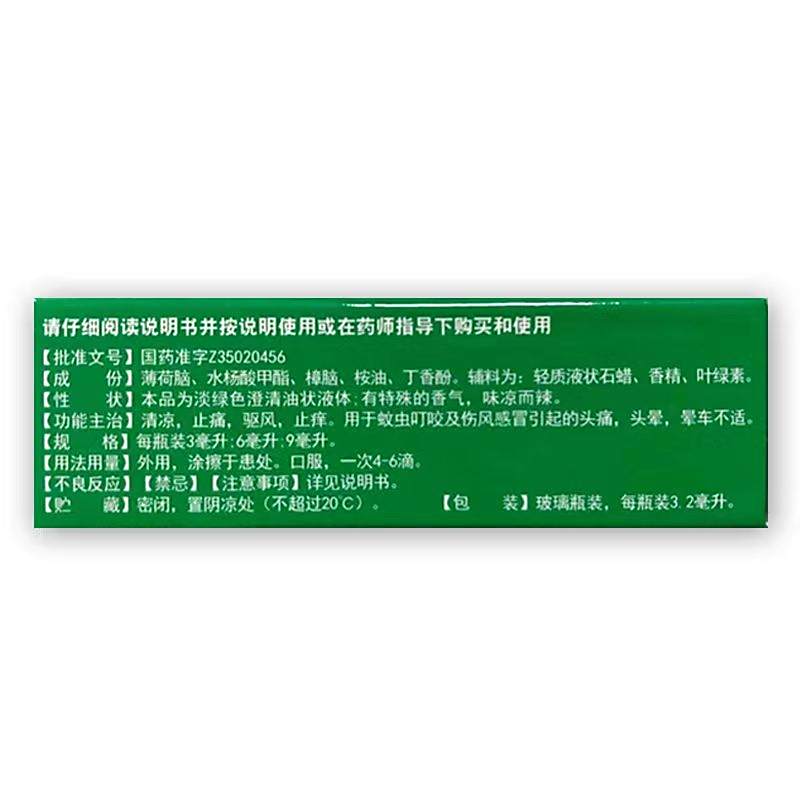 请仔细阅读说明书并按说明使用或在药师指导下购买和使用
【批准文号】国药准字Z35020456
【成　份】薄荷脑、水杨酸甲酯、樟脑、桉油、丁香酚。辅料为：轻质液状石蜡、香精、叶绿素。
【性　状】本品为淡绿色澄清油状液体；有特殊的香气，味凉而辣。
【功能主治】清凉，止痛，驱风，止痒。用于蚊虫叮咬及伤风感冒引起的头痛，头晕，晕车不适。
【规　格】每瓶装3毫升；6毫升；9毫升。
【用法用量】外用，涂擦于患处。口服，一次4-6滴。
【不良反应】【禁忌】【注意事项】详见说明书。
【贮　藏】密闭，置阴凉处（不超过20℃）。　【包　装】玻璃瓶装，每瓶装3.2毫升。